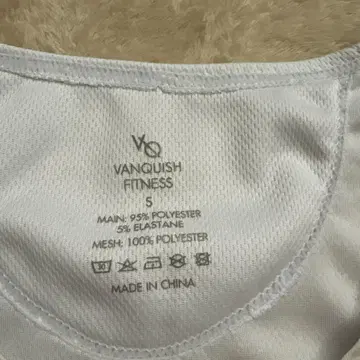 VQ
VANQUISH
FITNESS
S
MAIN: 95% POLYESTER
5% ELASTANE
MESH: 100% POLYESTER
MADE IN CHINA